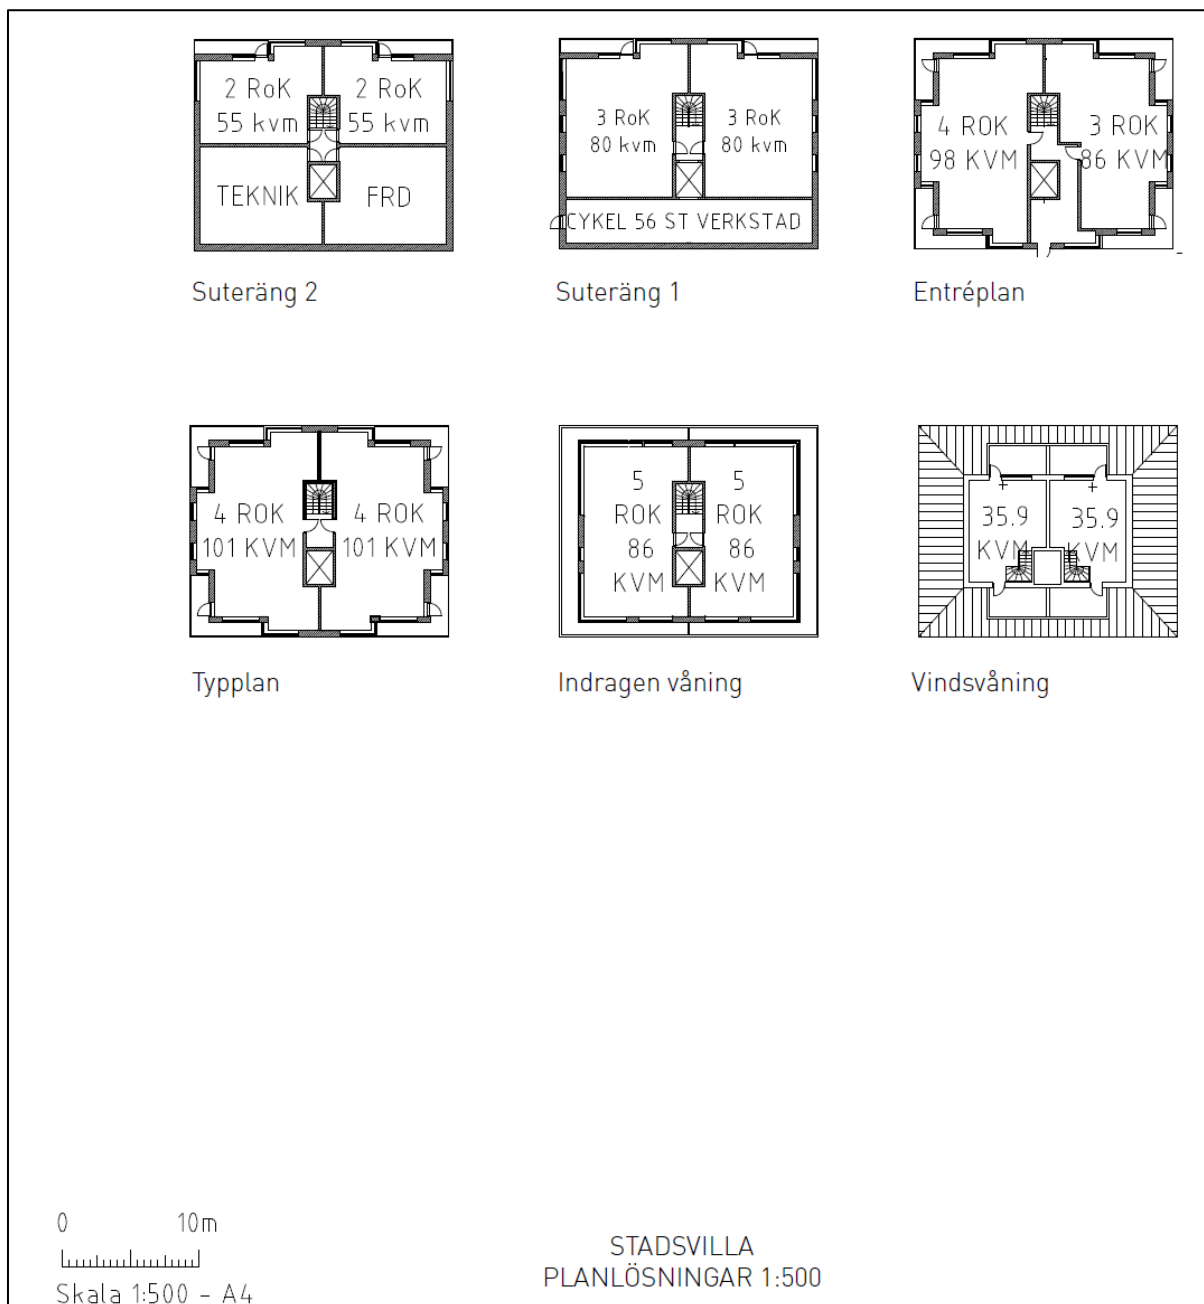 2 RoK
55 kvm
2 RoK
55 kvm
TEKNIK
FRD
Suteräng 2
3 RoK
80 kvm
3 RoK
80 kvm
CYKEL 56 ST VERKSTAD
Suteräng 1
4 ROK
98 KVM
3 ROK
86 KVM
Entréplan
4 ROK
101 KVM
4 ROK
101 KVM
Typplan
5
ROK
86
KVM
5
ROK
86
KVM
Indragen våning
35.9
KVM
35.9
KVM
Vindsvåning
0 10m
Skala 1:500 - A4
STADSVILLA
PLANLÖSNINGAR 1:500